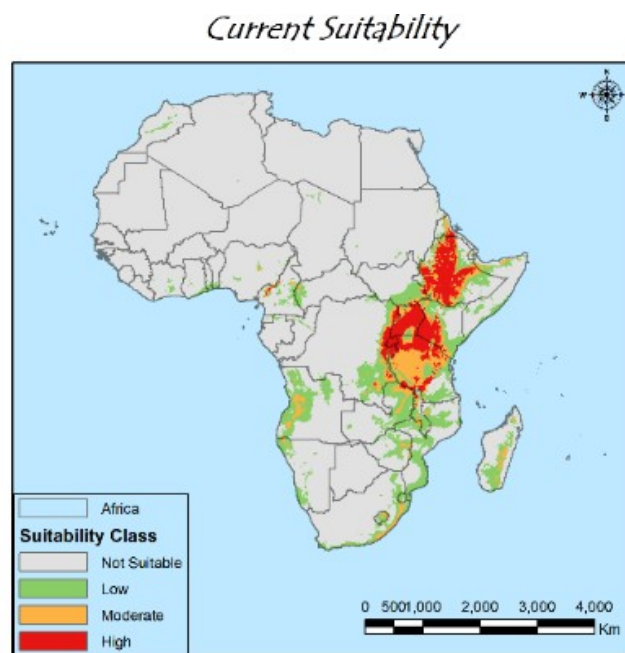 Current Suitability
N
W E
S
Africa
Suitability Class
Not Suitable
Low
Moderate
High
0 5001,000 2,000 3,000 4,000
Km